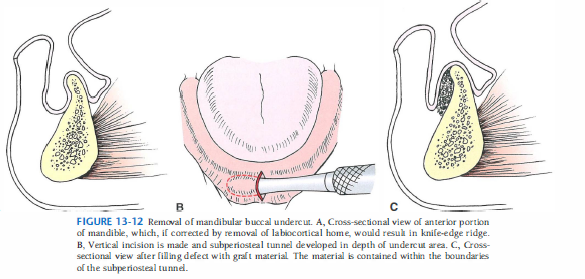 B
C
FIGURE 13-12 Removal of mandibular buccal undercut. A, Cross-sectional view of anterior portion
of mandible, which, if corrected by removal of labiocortical home, would result in knife-edge ridge.
B, Vertical incision is made and subperiosteal tunnel developed in depth of undercut area. C, Cross-
sectional view after filling defect with graft material. The material is contained within the boundaries
of the subperiosteal tunnel.